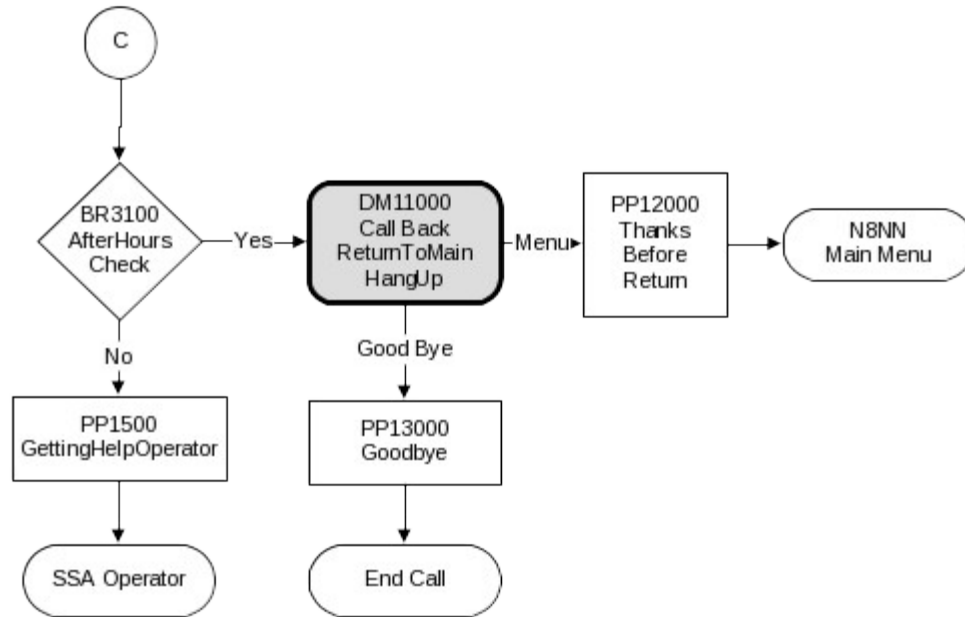 C
BR3100
AfterHours
Check
Yes
DM11000
Call Back
ReturnToMain
HangUp
Menu
PP12000
Thanks
Before
Return
N8NN
Main Menu
No
Good Bye
PP1500
GettingHelpOperator
PP13000
Goodbye
SSA Operator
End Call